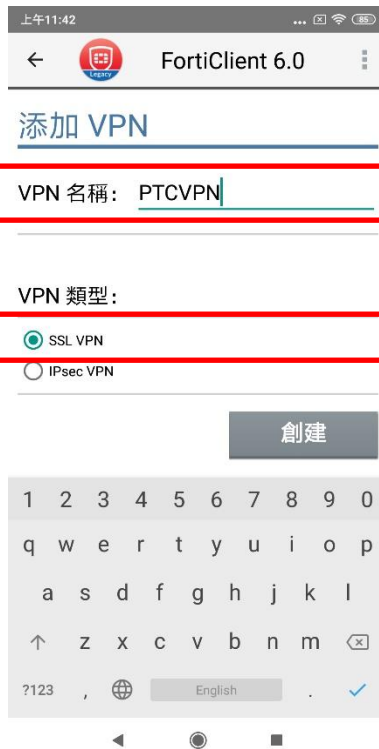 上午11:42 ... 85
Legacy FortiClient 6.0
添加 VPN
VPN 名稱： PTCVPN
VPN 類型：
SSL VPN
IPsec VPN
創建
1 2 3 4 5 6 7 8 9 0
q w e r t y u i o p
a s d f g h j k l
z x c v b n m
?123 , English .